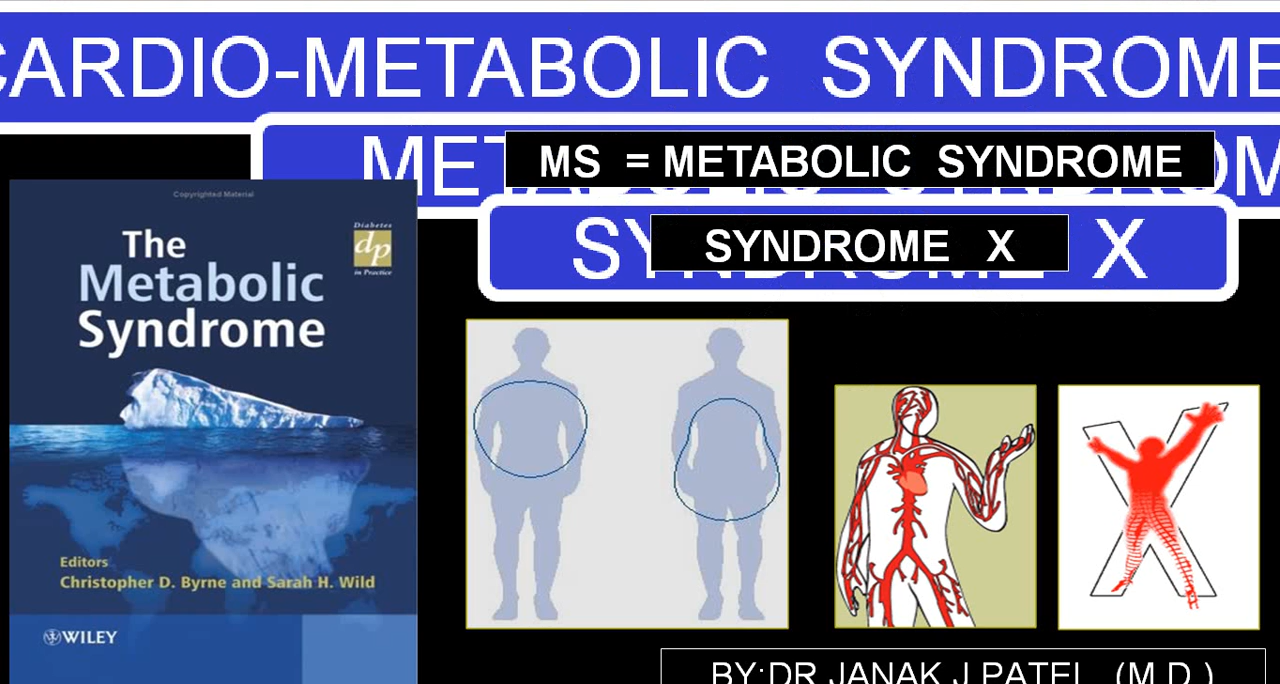 CARDIO-METABOLIC SYNDROME
MS = METABOLIC SYNDROME
SYNDROME X
SYNDROME X
Copyrighted Material
The
Metabolic
Syndrome
Diabetes
dp
in Practice
Editors
Christopher D. Byrne and Sarah H. Wild
WILEY
X
BY:DR JANAK J PATEL (M.D.)